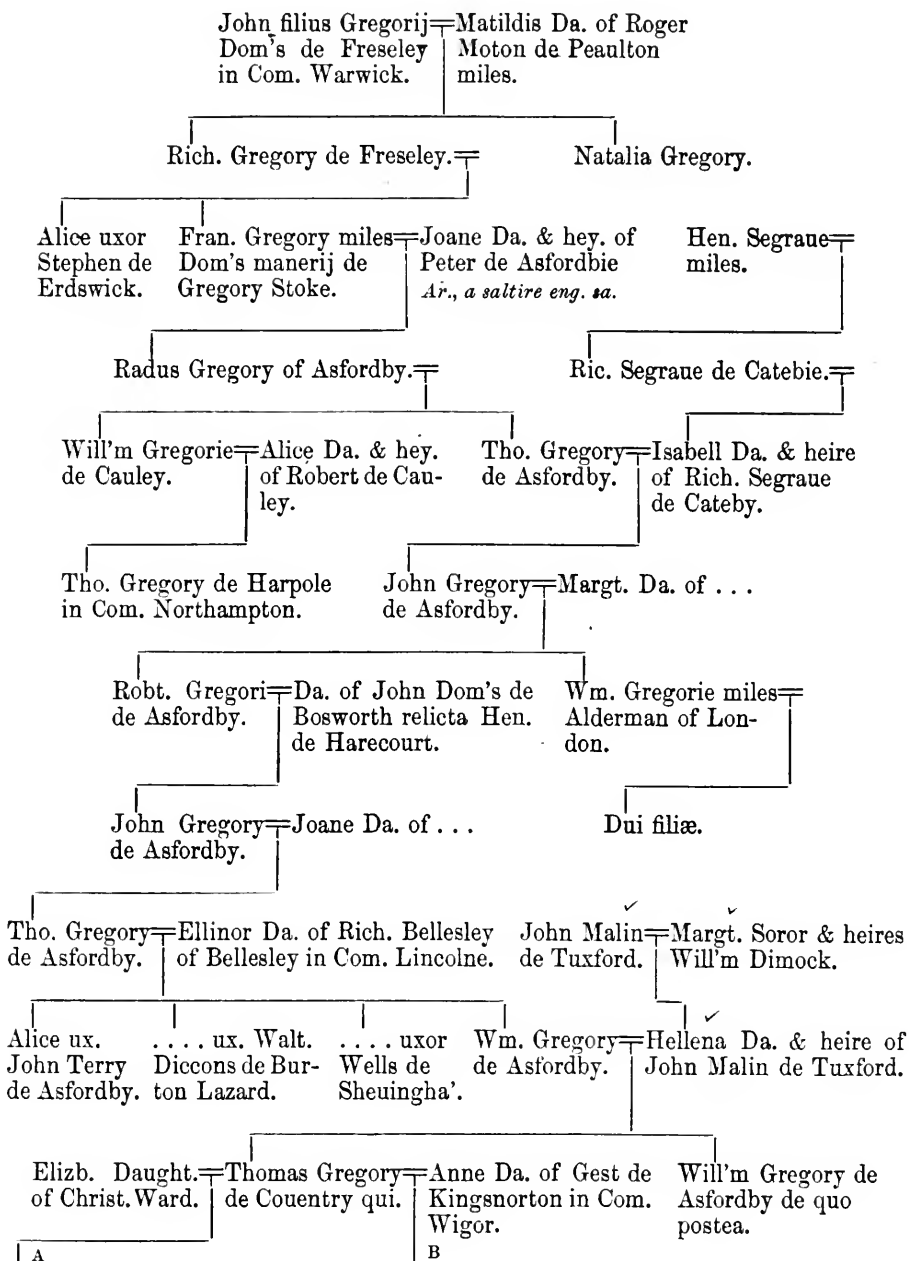 John filius Gregorij
Dom's de Freseley
in Com. Warwick.
Matildis Da. of Roger
Moton de Peaulton
miles.
Rich. Gregory de Freseley.
Natalia Gregory.
Alice uxor
Stephen de
Erdswick.
Fran. Gregory miles
Dom's manerij de
Gregory Stoke.
Joane Da. & hey. of
Peter de Asfordbie
Ar., a saltire eng. sa.
Hen. Segraue
miles.
Radus Gregory of Asfordby.
Ric. Segraue de Catebie.
Will'm Gregorie
de Cauley.
Alice Da. & hey.
of Robert de Cau-
ley.
Tho. Gregory
de Asfordby.
Isabell Da. & heire
of Rich. Segraue
de Cateby.
Tho. Gregory de Harpole
in Com. Northampton.
John Gregory
de Asfordby.
Margt. Da. of . . .
Robt. Gregori
de Asfordby.
Da. of John Dom's de
Bosworth relicta Hen.
de Harecourt.
Wm. Gregorie miles
Alderman of Lon-
don.
John Gregory
de Asfordby.
Joane Da. of . . .
Dui filiæ.
Tho. Gregory
de Asfordby.
Ellinor Da. of Rich. Bellesley
of Bellesley in Com. Lincolne.
John Malin
de Tuxford.
Margt. Soror & heires
Will'm Dimock.
Alice ux.
John Terry
de Asfordby.
. . . . ux. Walt.
Diccons de Bur-
ton Lazard.
. . . . uxor
Wells de
Sheuingha'.
Wm. Gregory
de Asfordby.
Hellena Da. & heire of
John Malin de Tuxford.
Elizb. Daught.
of Christ. Ward.
Thomas Gregory
de Couentry qui.
Anne Da. of Gest de
Kingsnorton in Com.
Wigor.
Will'm Gregory de
Asfordby de quo
postea.
A
B